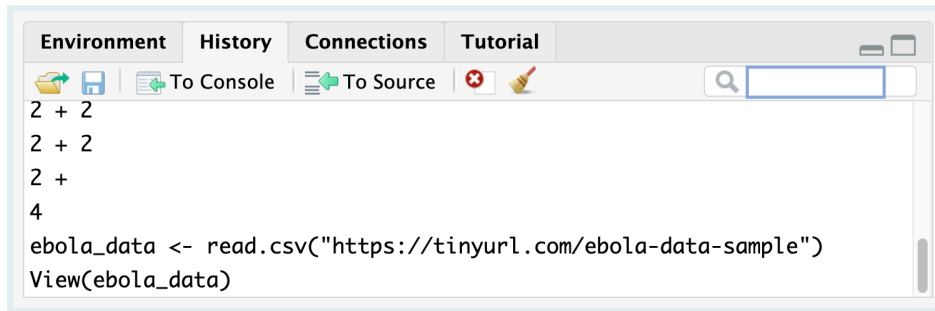 Environment History Connections Tutorial
To Console To Source
2 + 2
2 + 2
2 +
4
ebola_data <- read.csv("https://tinyurl.com/ebola-data-sample")
View(ebola_data)